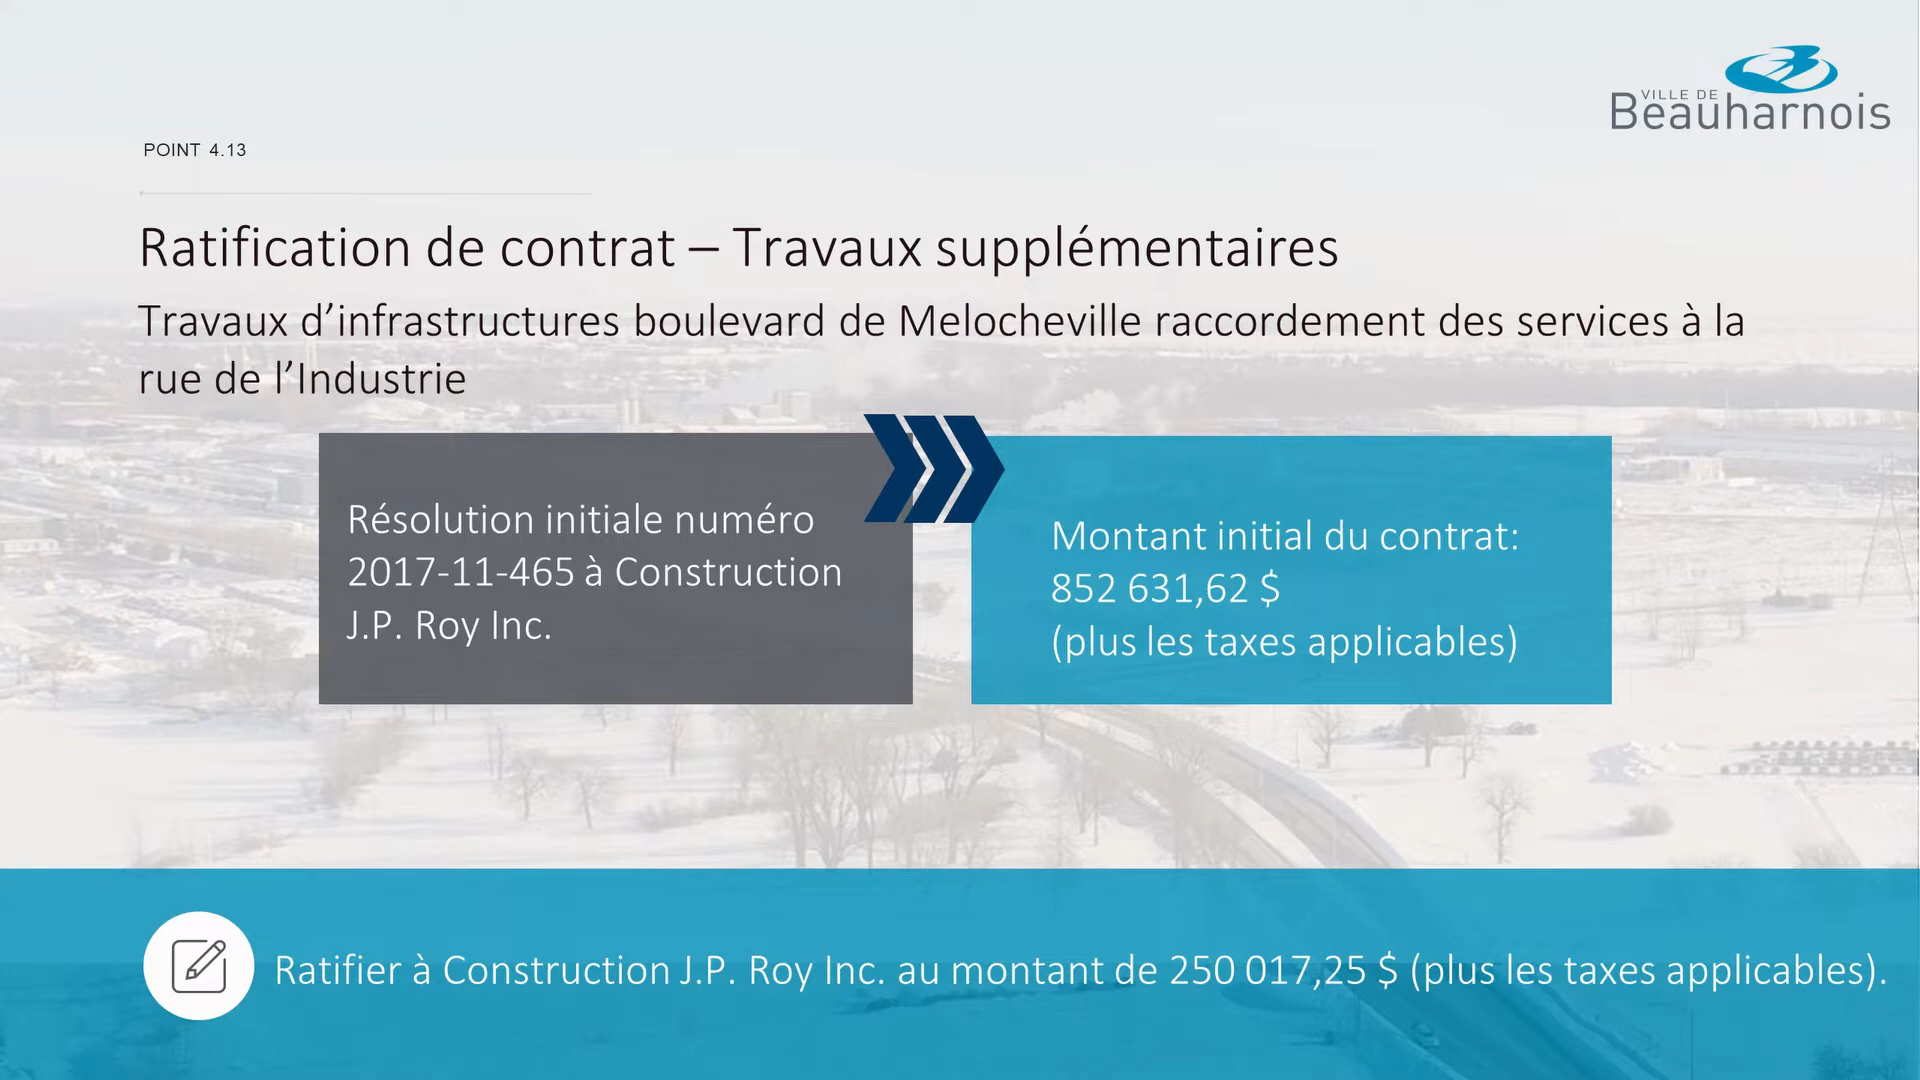 VILLE DE
Beauharnois
POINT 4.13
Ratification de contrat – Travaux supplémentaires
Travaux d’infrastructures boulevard de Melocheville raccordement des services à la
rue de l’Industrie
Résolution initiale numéro
2017-11-465 à Construction
J.P. Roy Inc.
Montant initial du contrat:
852 631,62 $
(plus les taxes applicables)
Ratifier à Construction J.P. Roy Inc. au montant de 250 017,25 $ (plus les taxes applicables).